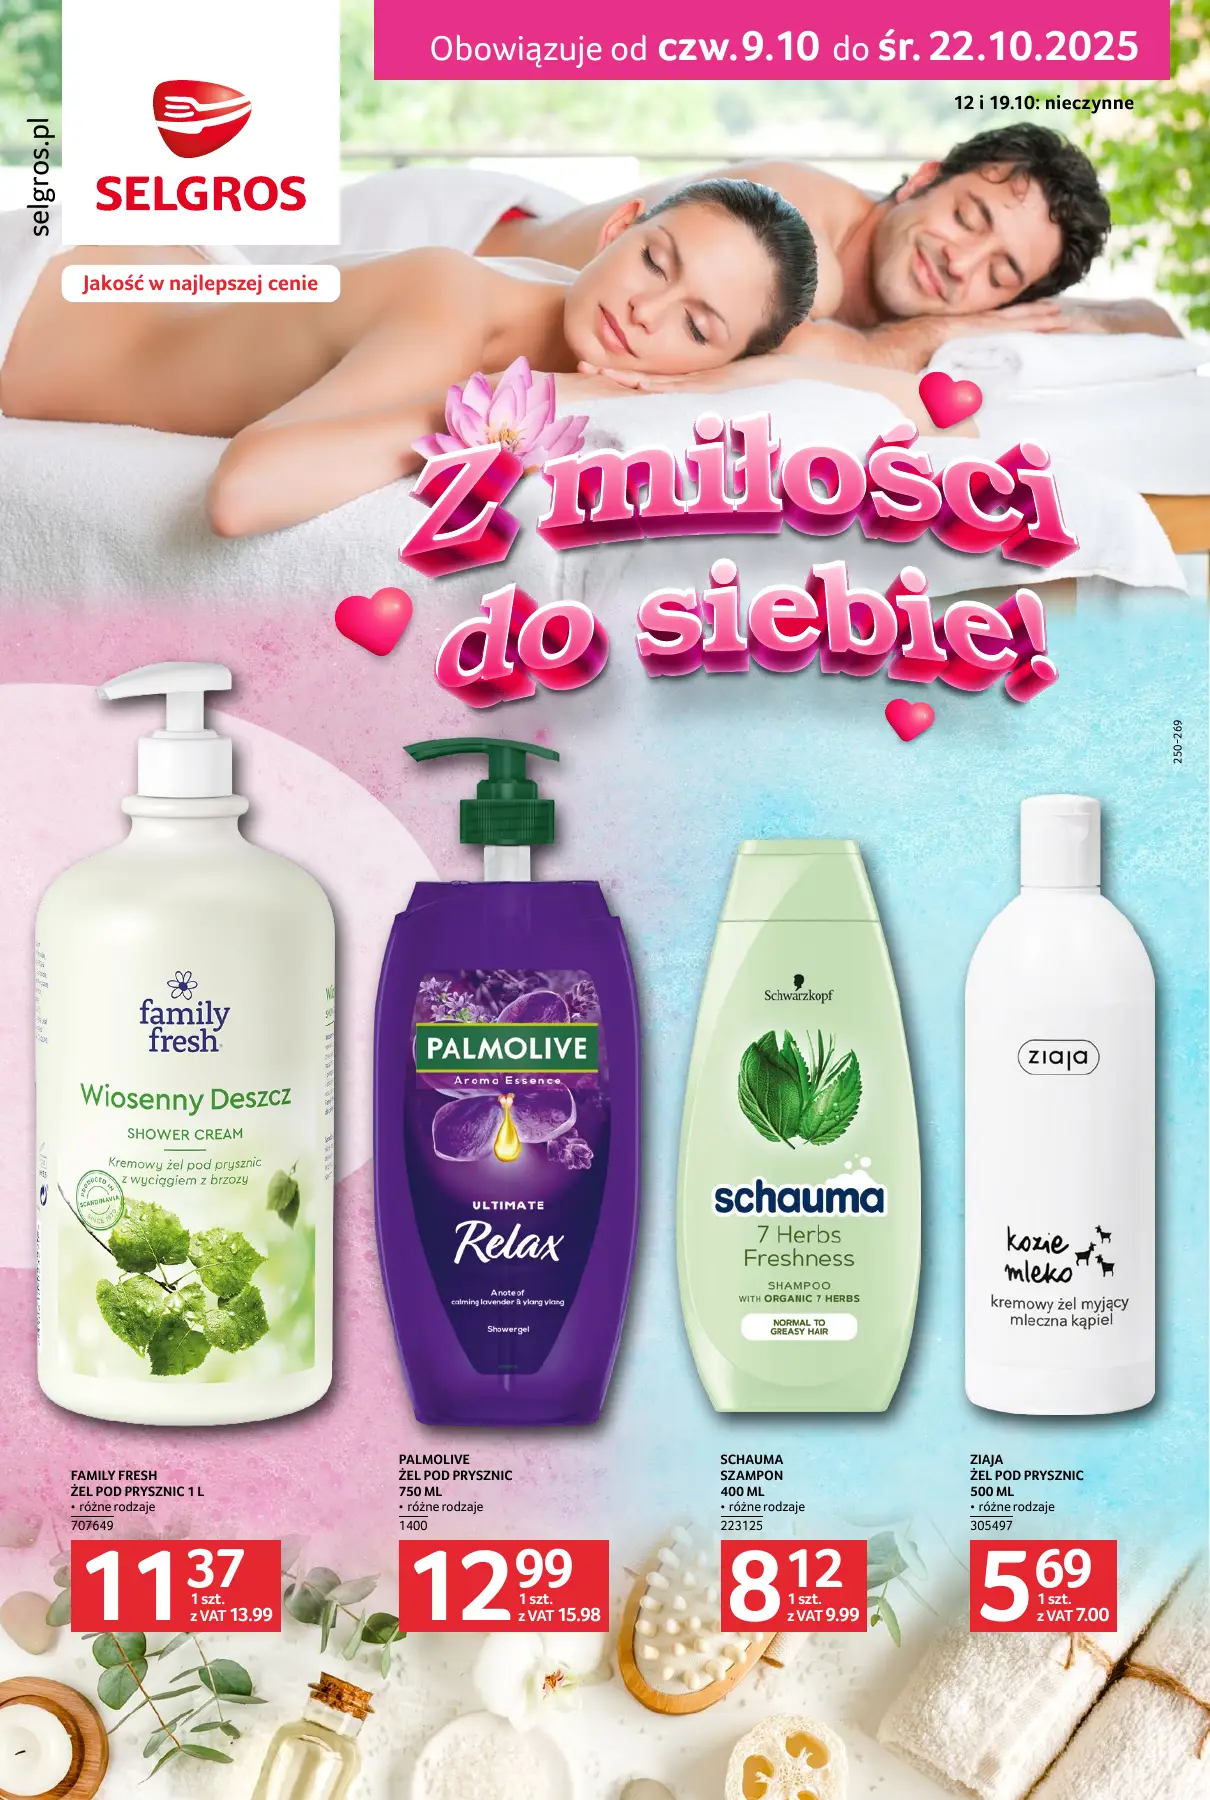 Obowiązuje od czw.9.10 do śr. 22.10.2025
12 i 19.10: nieczynne
selgros.pl
SELGROS
Jakość w najlepszej cenie
Z miłości
do siebie!
250-269
family
fresh
Wiosenny Deszcz
SHOWER CREAM
Kremowy żel pod prysznic
z wyciągiem z brzozy
PRODUCED IN
SCANDINAVIA
PALMOLIVE
Aroma Essence
ULTIMATE
Relax
A note of
calming lavender & ylang ylang
Shower gel
Schwarzkopf
schauma
7 Herbs
Freshness
SHAMPOO
WITH ORGANIC 7 HERBS
NORMAL TO
GREASY HAIR
ziaja
kozie
mleko
kremowy żel myjący
mleczna kąpiel
FAMILY FRESH
ŻEL POD PRYSZNIC 1 L
• różne rodzaje
707649
11 37
1 szt.
z VAT 13.99
PALMOLIVE
ŻEL POD PRYSZNIC
750 ML
• różne rodzaje
1400
12 99
1 szt.
z VAT 15.98
SCHAUMA
SZAMPON
400 ML
• różne rodzaje
223125
8 12
1 szt.
z VAT 9.99
ZIAJA
ŻEL POD PRYSZNIC
500 ML
• różne rodzaje
305497
5 69
1 szt.
z VAT 7.00